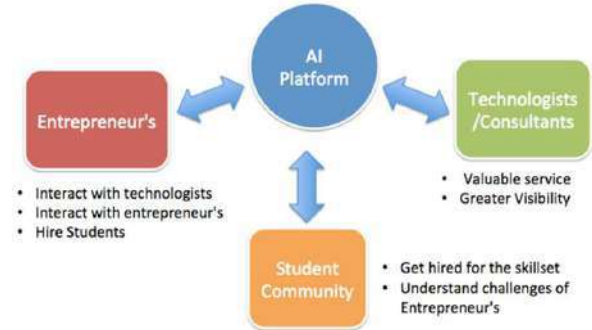 AI
Platform
Entrepreneur's
Technologists
/Consultants
• Interact with technologists
• Interact with entrepreneur's
• Hire Students
• Valuable service
• Greater Visibility
Student
Community
• Get hired for the skillset
• Understand challenges of
Entrepreneur's